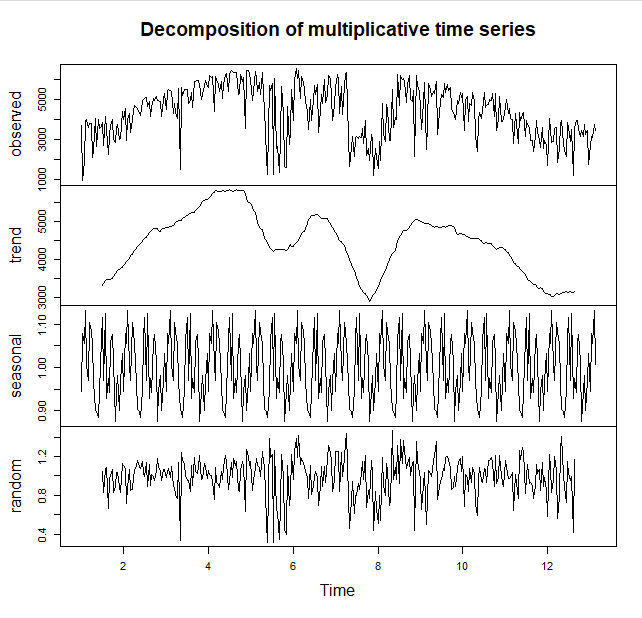 Decomposition of multiplicative time series
observed
1000 3000 5000
trend
3000 4000 5000
seasonal
0.90 1.00 1.10
random
0.4 0.8 1.2
2 4 6 8 10 12
Time